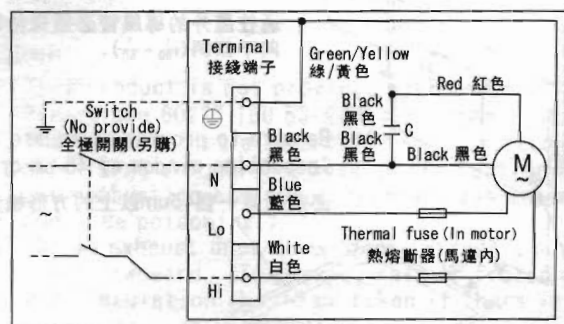 Terminal
接綫端子
Green/Yellow
綠/黃色
Switch
(No provide)
全極開關(另購)
Red 紅色
Black
黑色
C
Black
黑色
Black
黑色
Black 黑色
M
~
N
Blue
藍色
~
Lo
Thermal fuse (In motor)
熱熔斷器(馬達内)
White
白色
Hi